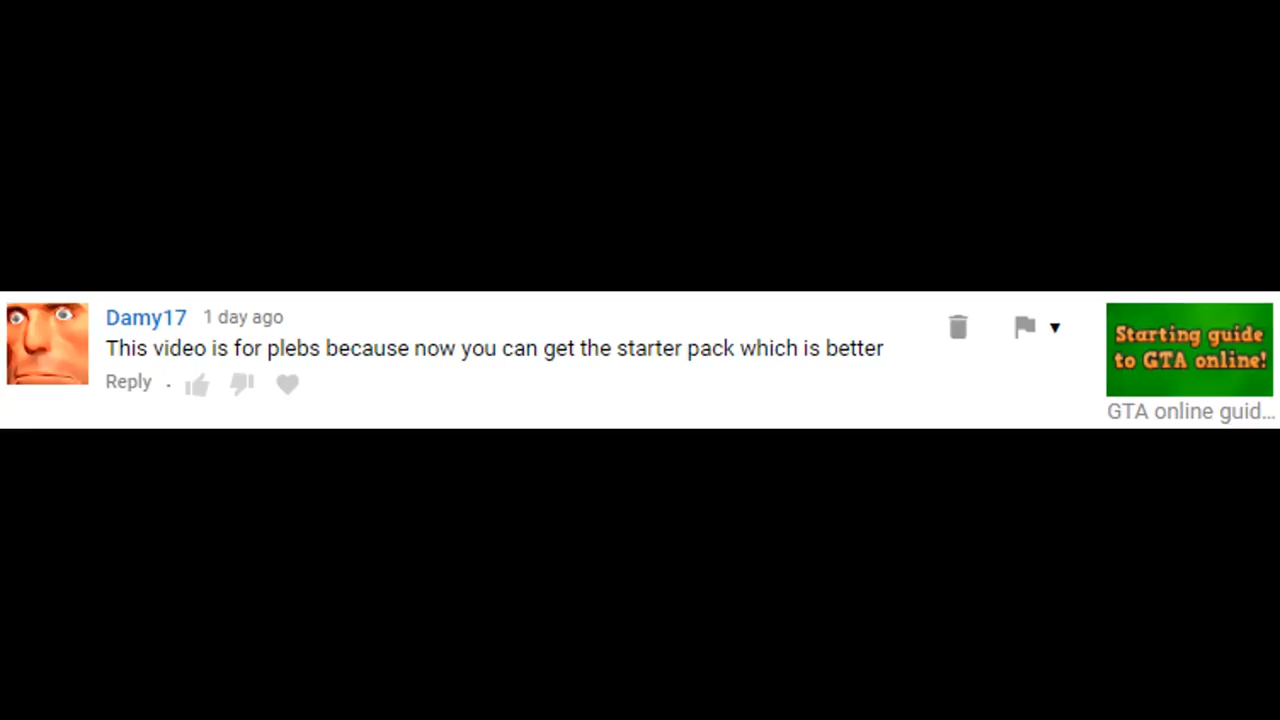 Damy17 1 day ago
This video is for plebs because now you can get the starter pack which is better
Reply .
Starting guide
to GTA online!
GTA online guid...